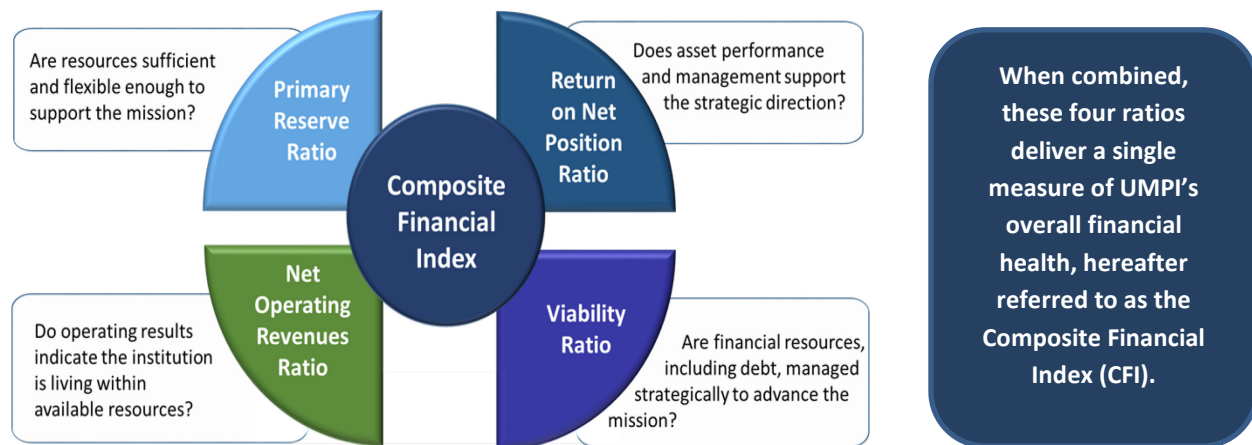 Are resources sufficient
and flexible enough to
support the mission?
Primary
Reserve
Ratio
Return
on Net
Position
Ratio
Does asset performance
and management support
the strategic direction?
Composite
Financial
Index
Net
Operating
Revenues
Ratio
Do operating results
indicate the institution
is living within
available resources?
Viability
Ratio
Are financial resources,
including debt, managed
strategically to advance the
mission?
When combined,
these four ratios
deliver a single
measure of UMPI’s
overall financial
health, hereafter
referred to as the
Composite Financial
Index (CFI).